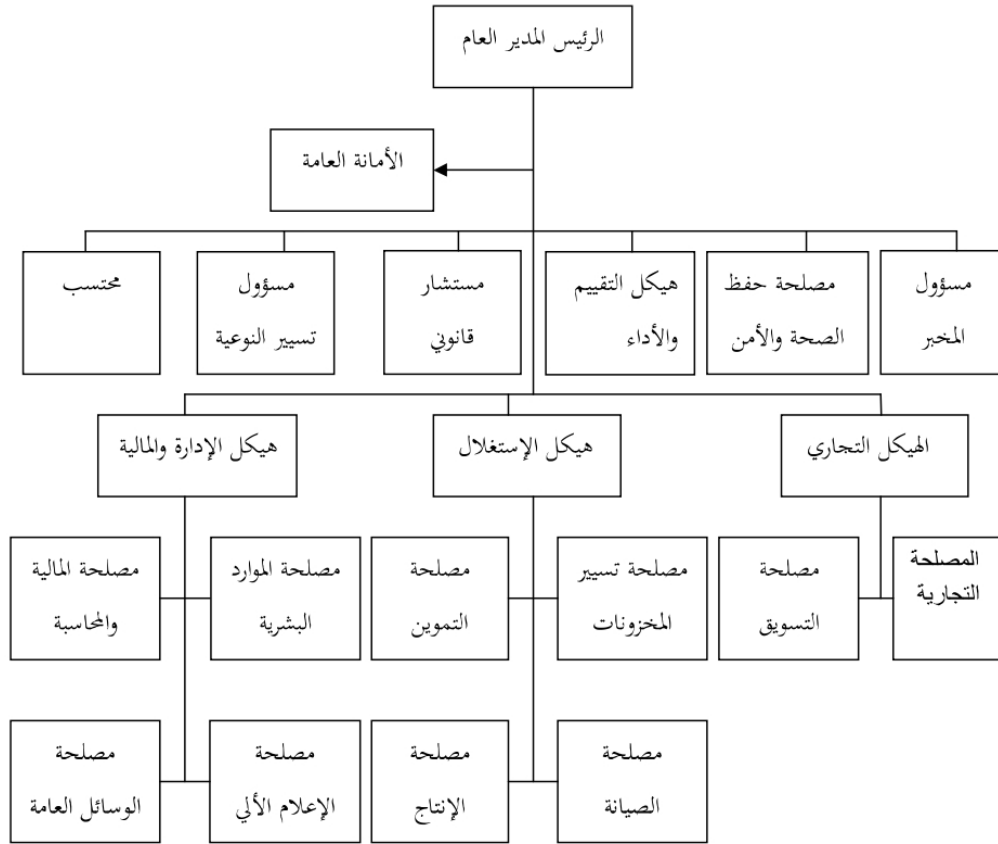 الرئيس المدير العام
الأمانة العامة
مسؤول
المخبر
مصلحة حفظ
الصحة والأمن
هيكل التقييم
والأداء
مستشار
قانوني
مسؤول
تسيير النوعية
محتسب
الهيكل التجاري
هيكل الإستغلال
هيكل الإدارة والمالية
المصلحة
التجارية
مصلحة
التسويق
مصلحة تسيير
المخزونات
مصلحة
التموين
مصلحة الموارد
البشرية
مصلحة المالية
والمحاسبة
مصلحة
الصيانة
مصلحة
الإنتاج
مصلحة
الإعلام الألي
مصلحة
الوسائل العامة